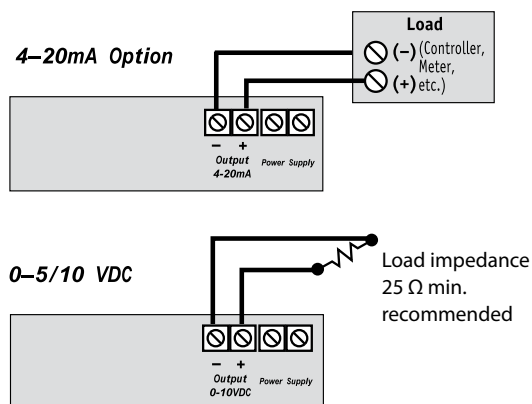 Load
4–20mA Option
(–) (Controller,
Meter,
(+) etc.)
– +
Output Power Supply
4-20mA
0–5/10 VDC
Load impedance
25 Ω min.
recommended
– +
Output Power Supply
0-10VDC